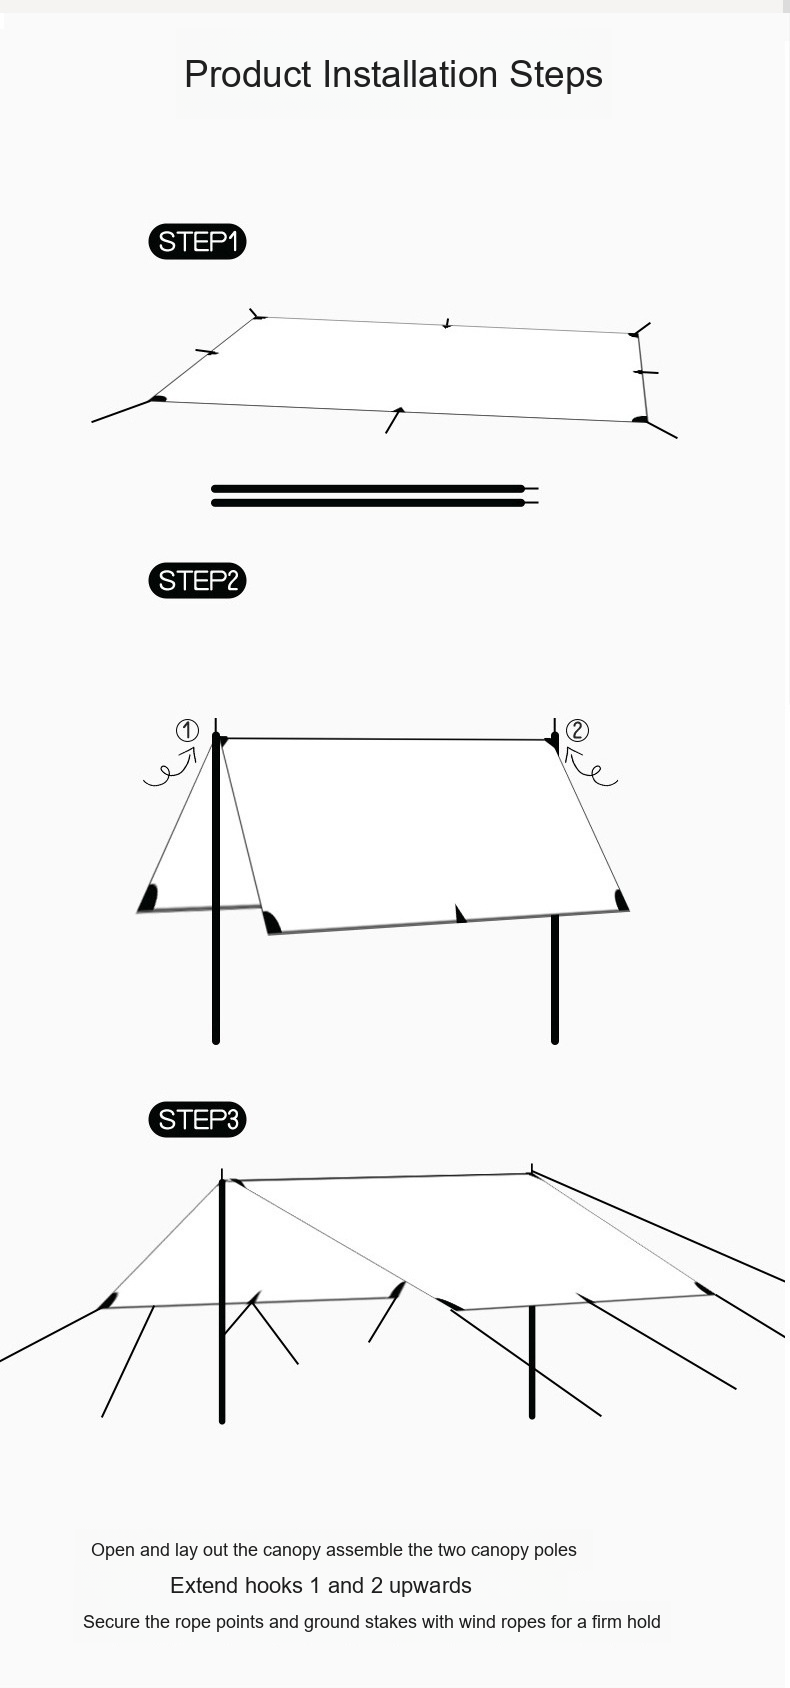 Product Installation Steps
STEP1
STEP2
① ②
STEP3
Open and lay out the canopy assemble the two canopy poles
Extend hooks 1 and 2 upwards
Secure the rope points and ground stakes with wind ropes for a firm hold